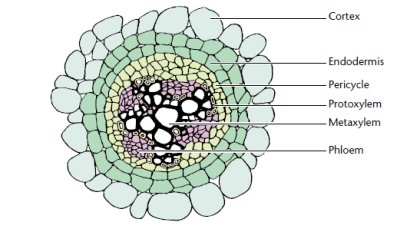 Cortex
Endodermis
Pericycle
Protoxylem
Metaxylem
Phloem